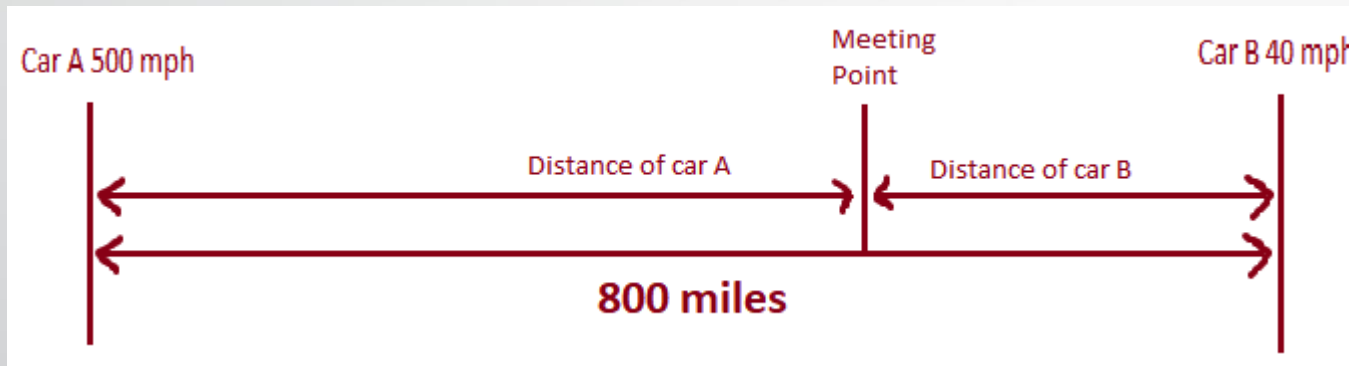 Car A 500 mph
Meeting
Point
Car B 40 mph
Distance of car A
Distance of car B
800 miles